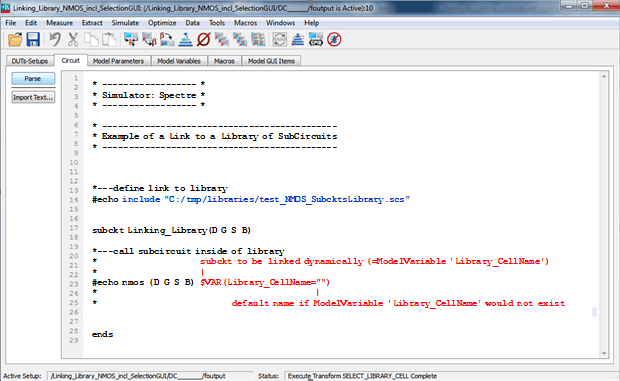 Linking_Library_NMOS_incl_SelectionGUI: (/Linking_Library_NMOS_incl_SelectionGUI/DC______/foutput is Active):10
File Edit Measure Extract Simulate Optimize Data Tools Macros Windows Help
DUTs-Setups Circuit Model Parameters Model Variables Macros Model GUI Items
Parse
Import Text...
1
2 * ----------------- *
3 * Simulator: Spectre *
4 * ----------------- *
5
6 * -------------------------------------------
7 * Example of a Link to a Library of SubCircuits
8 * -------------------------------------------
9
10
11
12
13 *---define link to library
14 #echo include "C:/tmp/libraries/test_NMOS_SubcktsLibrary.scs"
15
16
17 subckt Linking_Library(D G S B)
18
19 *---call subcircuit inside of library
20
21 * subckt to be linked dynamically (=ModelVariable 'Library_CellName')
22 * |
23 #echo nmos (D G S B) $VAR(Library_CellName="")
24 * |
25 * default name if ModelVariable 'Library_CellName' would not exist
26
27
28 ends
29
Active Setup: /Linking_Library_NMOS_incl_SelectionGUI/DC______/foutput Status: Execute Transform SELECT_LIBRARY_CELL Complete